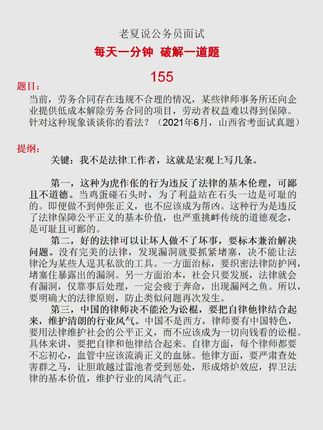 老夏说公务员面试
每天一分钟 破解一道题
155
题目:
当前，劳务合同存在违规不合理的情况，某些律师事务所还向企
业提供低成本解除劳务合同的项目，劳动者权益难以得到保障。
针对这种现象谈谈你的看法？（2021年6月，山西省考面试真题）
提纲:
关键：我不是法律工作者，这就是宏观上写几条。
第一，这种为虎作伥的行为违反了法律的基本伦理，可鄙
且不道德。当鸡蛋碰石头时，为了利益站在石头一边是可耻
的。即便做不到伸张正义，也不应该成为帮凶。这种行为是违反
了法律保障公平正义的基本价值，也严重挑衅传统的道德观念，
是可耻且可鄙的。
第二，好的法律可以让坏人做不了坏事，要标本兼治解决
问题。没有完美的法律，发现漏洞就要抓紧堵塞，决不能让法
律沦为某些人逞其私欲的工具。一方面治标，要织密法律防护网，
堵塞住暴露出的漏洞。另一方面治本，社会只要发展，法律就会
有漏洞，仅靠事后处理，一定会疲于奔命，出现漏网之鱼。所以，
要明确大的法律原则，防止类似问题再次发生。
第三，中国的律师决不能沦为讼棍，要把自律他律结合起
来，维护清朗的行业风气。中国不是西方，律师要有中国特色，
要用法律维护社会的公平正义，而不应该成为一切向钱看的讼棍。
具体来讲，要把自律和他律结合起来。自律方面，每个律师都要
不忘初心，血管中应该流淌正义的血脉。他律方面，要严肃查处
害群之马，让胆敢越过雷池者受到惩处，形成熔炉效应，捍卫法
律的基本价值，维护行业的风清气正。